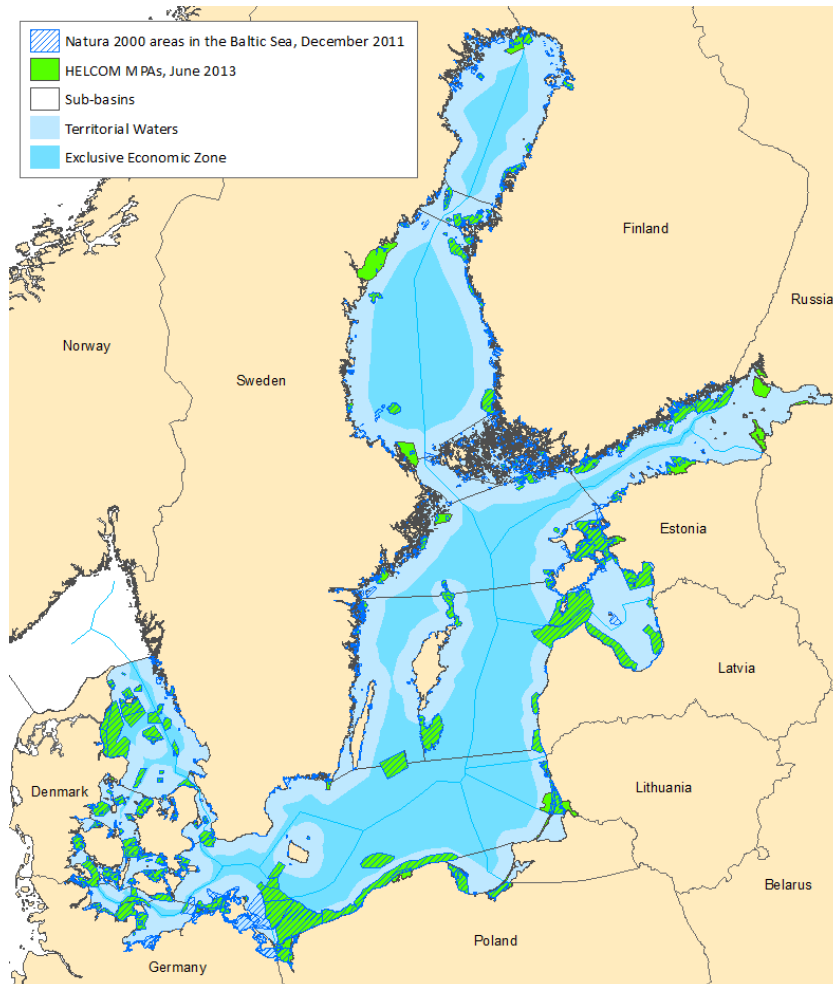 Natura 2000 areas in the Baltic Sea, December 2011
HELCOM MPAs, June 2013
Sub-basins
Territorial Waters
Exclusive Economic Zone
Finland
Russia
Norway
Sweden
Estonia
Latvia
Denmark
Lithuania
Belarus
Poland
Germany